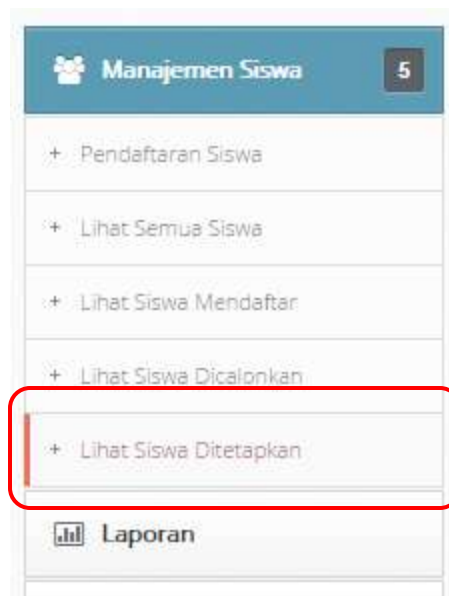 Manajemen Siswa 5
+ Pendaftaran Siswa
+ Lihat Semua Siswa
+ Lihat Siswa Mendaftar
+ Lihat Siswa Dicalonkan
+ Lihat Siswa Ditetapkan
Laporan